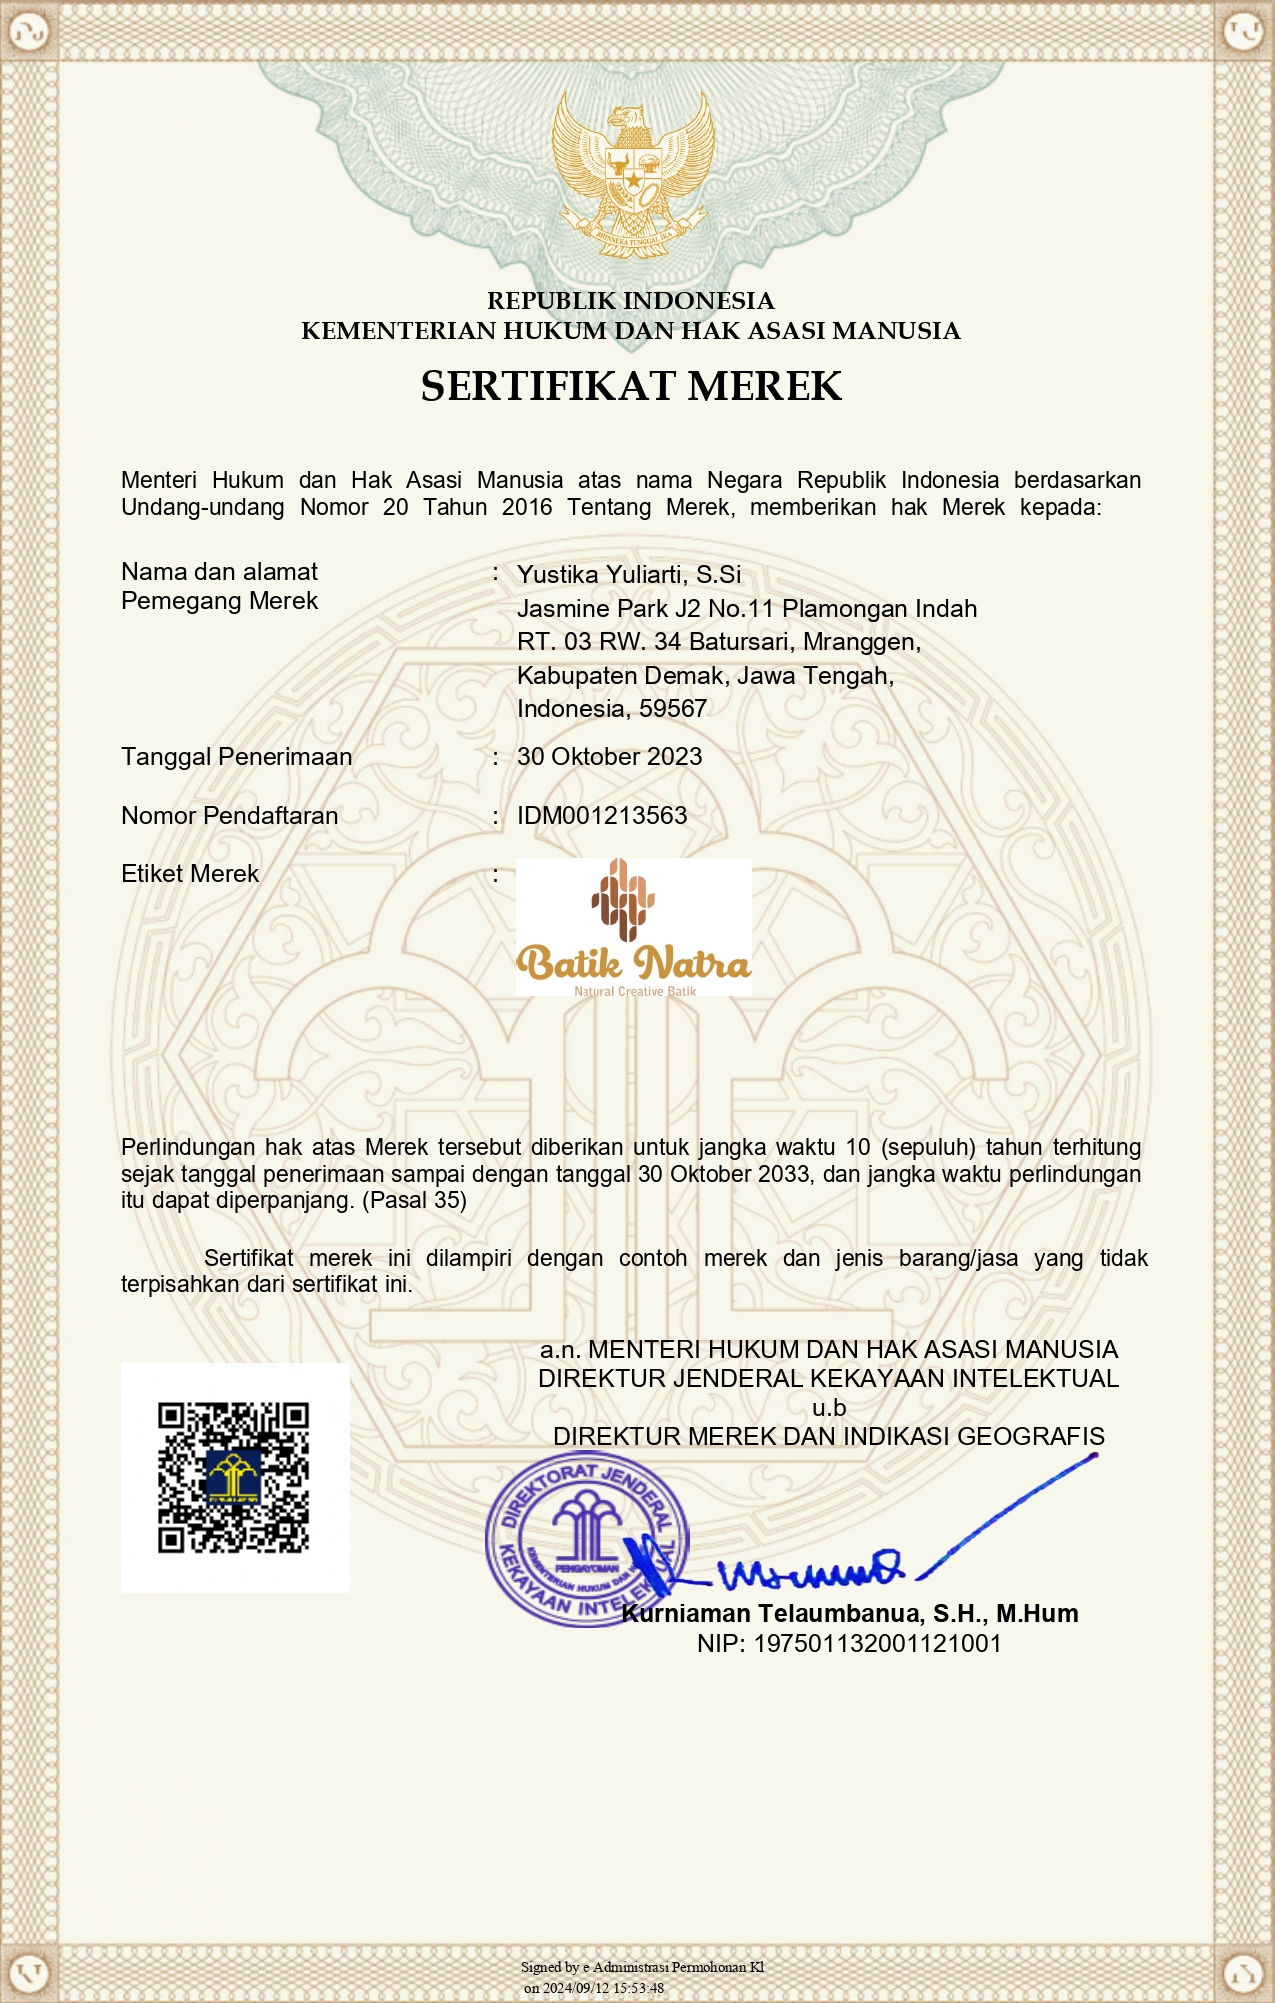 BHINNEKA TUNGGAL IKA
REPUBLIK INDONESIA
KEMENTERIAN HUKUM DAN HAK ASASI MANUSIA
SERTIFIKAT MEREK
Menteri Hukum dan Hak Asasi Manusia atas nama Negara Republik Indonesia berdasarkan
Undang-undang Nomor 20 Tahun 2016 Tentang Merek, memberikan hak Merek kepada:
Nama dan alamat
Pemegang Merek
: Yustika Yuliarti, S.Si
Jasmine Park J2 No.11 Plamongan Indah
RT. 03 RW. 34 Batursari, Mranggen,
Kabupaten Demak, Jawa Tengah,
Indonesia, 59567
Tanggal Penerimaan : 30 Oktober 2023
Nomor Pendaftaran : IDM001213563
Etiket Merek :
Batik Natra
Natural Creative Batik
Perlindungan hak atas Merek tersebut diberikan untuk jangka waktu 10 (sepuluh) tahun terhitung
sejak tanggal penerimaan sampai dengan tanggal 30 Oktober 2033, dan jangka waktu perlindungan
itu dapat diperpanjang. (Pasal 35)
Sertifikat merek ini dilampiri dengan contoh merek dan jenis barang/jasa yang tidak
terpisahkan dari sertifikat ini.
a.n. MENTERI HUKUM DAN HAK ASASI MANUSIA
DIREKTUR JENDERAL KEKAYAAN INTELEKTUAL
u.b
DIREKTUR MEREK DAN INDIKASI GEOGRAFIS
DIREKTORAT JENDERAL
PENGAYOMAN
KEMENTERIAN HUKUM DAN
KEKAYAAN INTELEKTUAL
Kurniaman Telaumbanua, S.H., M.Hum
NIP: 197501132001121001
Signed by e Administrasi Permohonan KI
on 2024/09/12 15:53:48